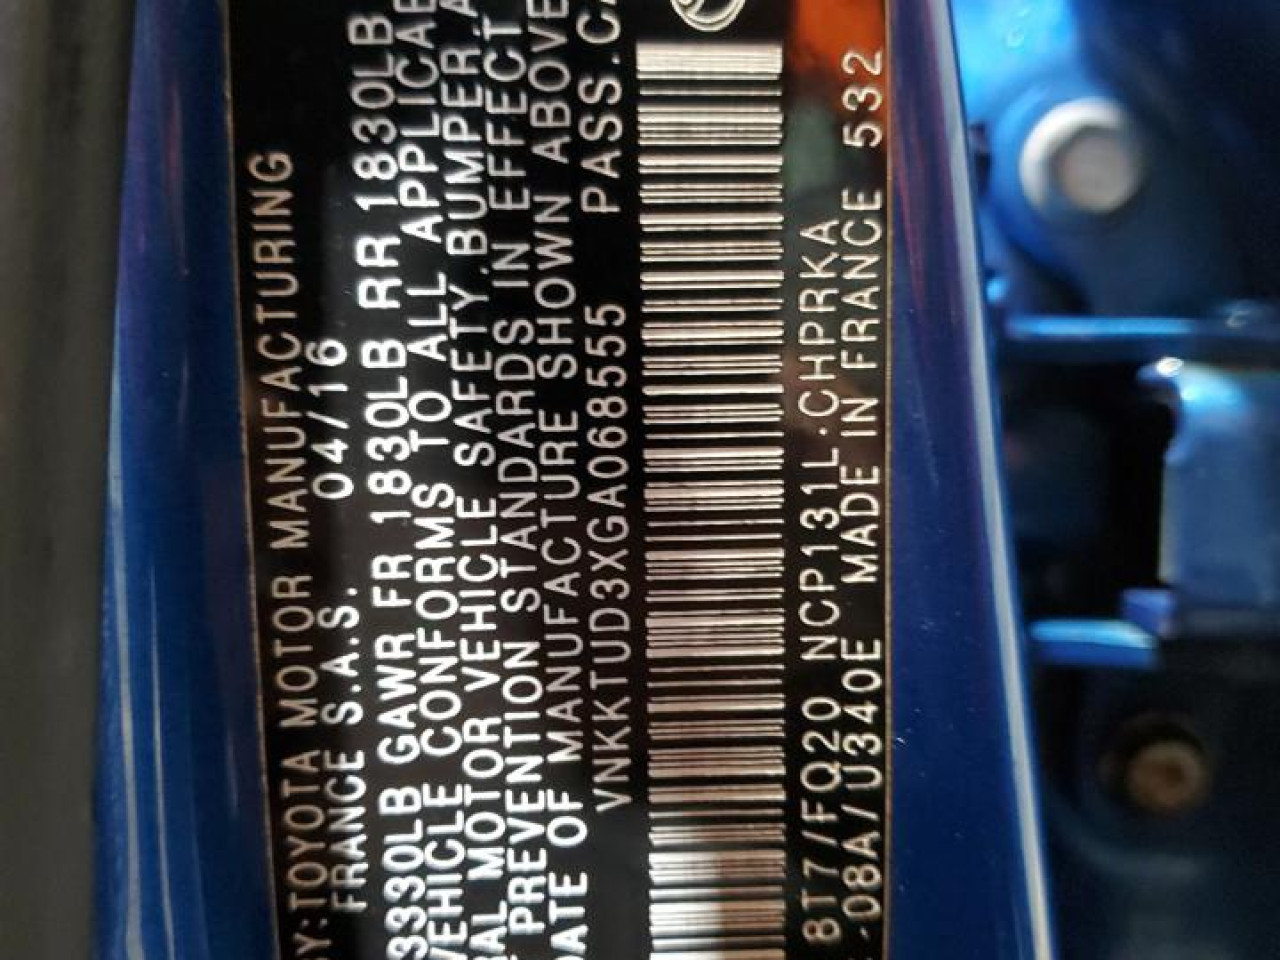 BY:TOYOTA MOTOR MANUFACTURING
FRANCE S.A.S. 04/16
3330LB GAWR FR 1830LB RR 1830LB
VEHICLE CONFORMS TO ALL APPLICAB
RAL MOTOR VEHICLE SAFETY,BUMPER,A
PREVENTION STANDARDS IN EFFECT
DATE OF MANUFACTURE SHOWN ABOVE
VNKKTUD3XGA068555 PASS.CA
8T7/FQ20 NCP131L-CHPRKA
-08A/U340E MADE IN FRANCE 532